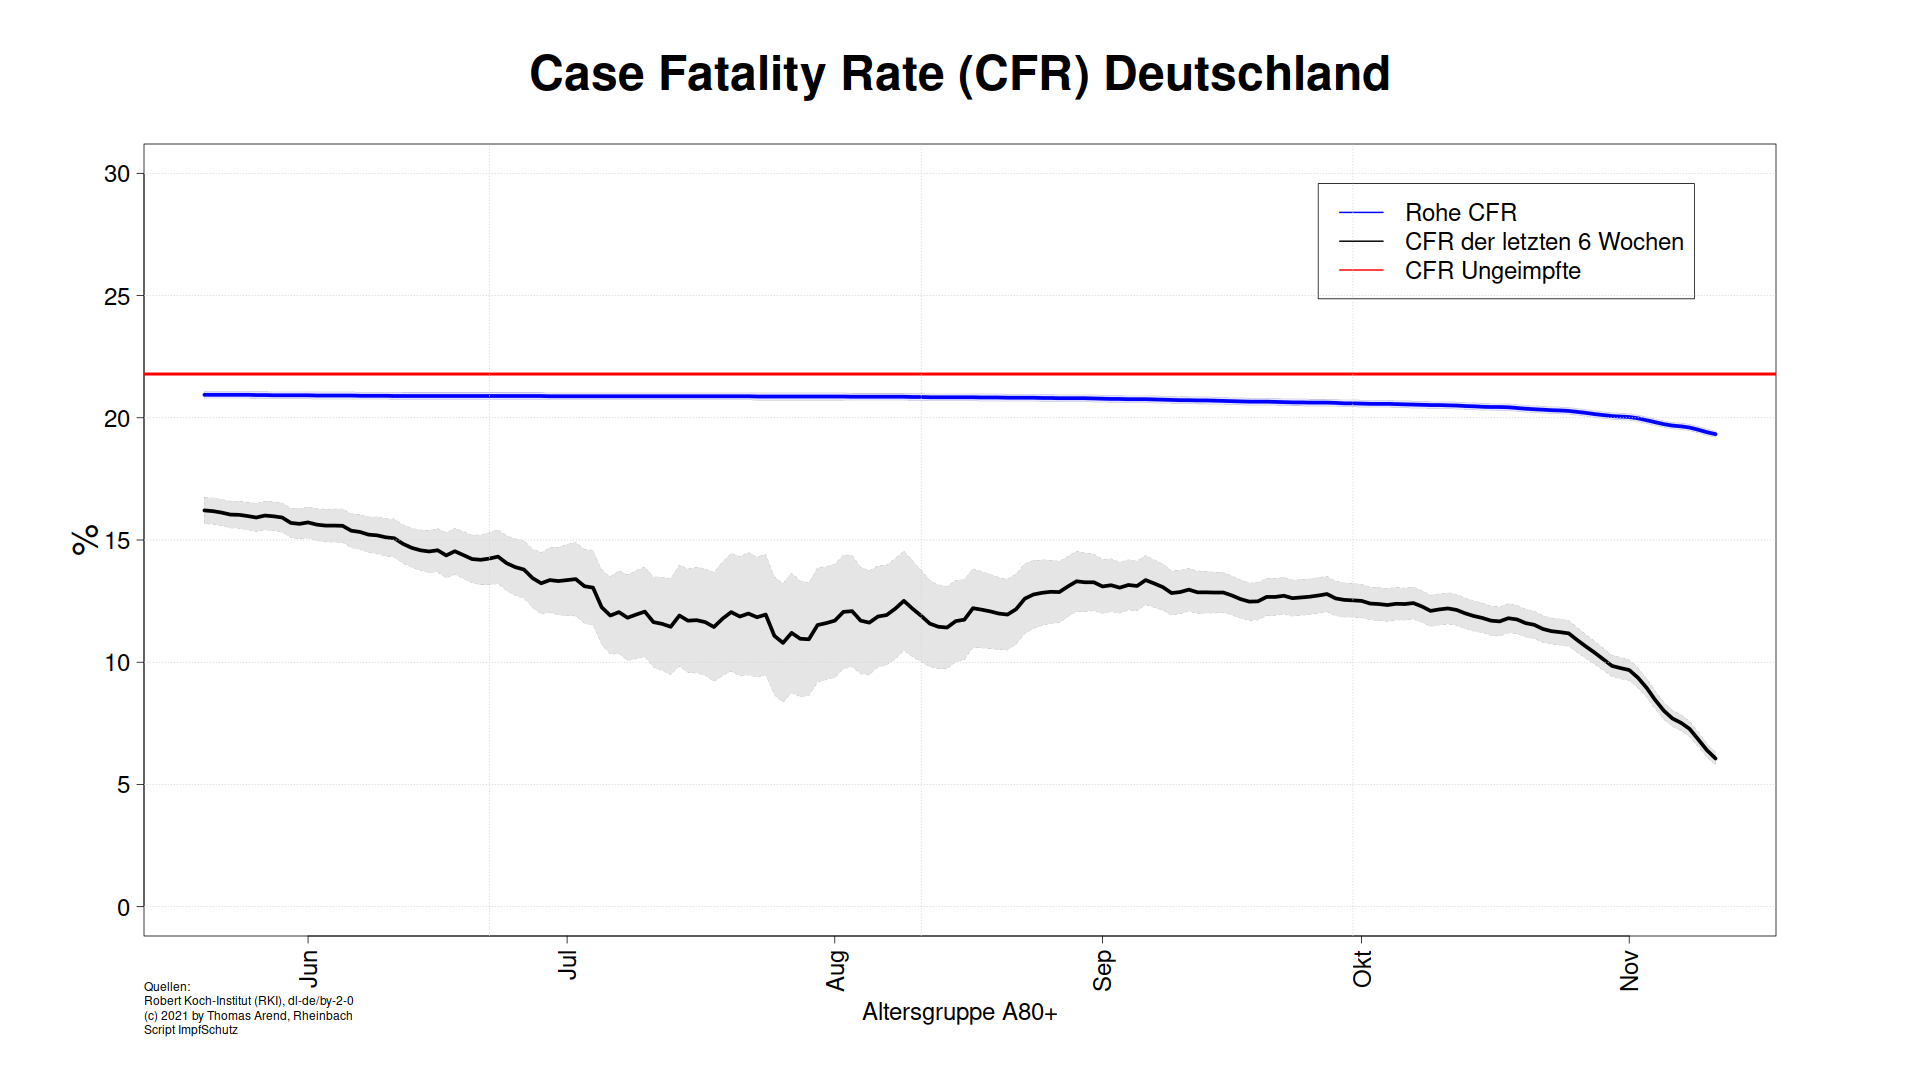 Case Fatality Rate (CFR) Deutschland
30
25
20
15
10
5
0
%
Rohe CFR
CFR der letzten 6 Wochen
CFR Ungeimpfte
Jun
Jul
Aug
Sep
Okt
Nov
Altersgruppe A80+
Quellen:
Robert Koch-Institut (RKI), dl-de/by-2-0
(c) 2021 by Thomas Arend, Rheinbach
Script ImpfSchutz